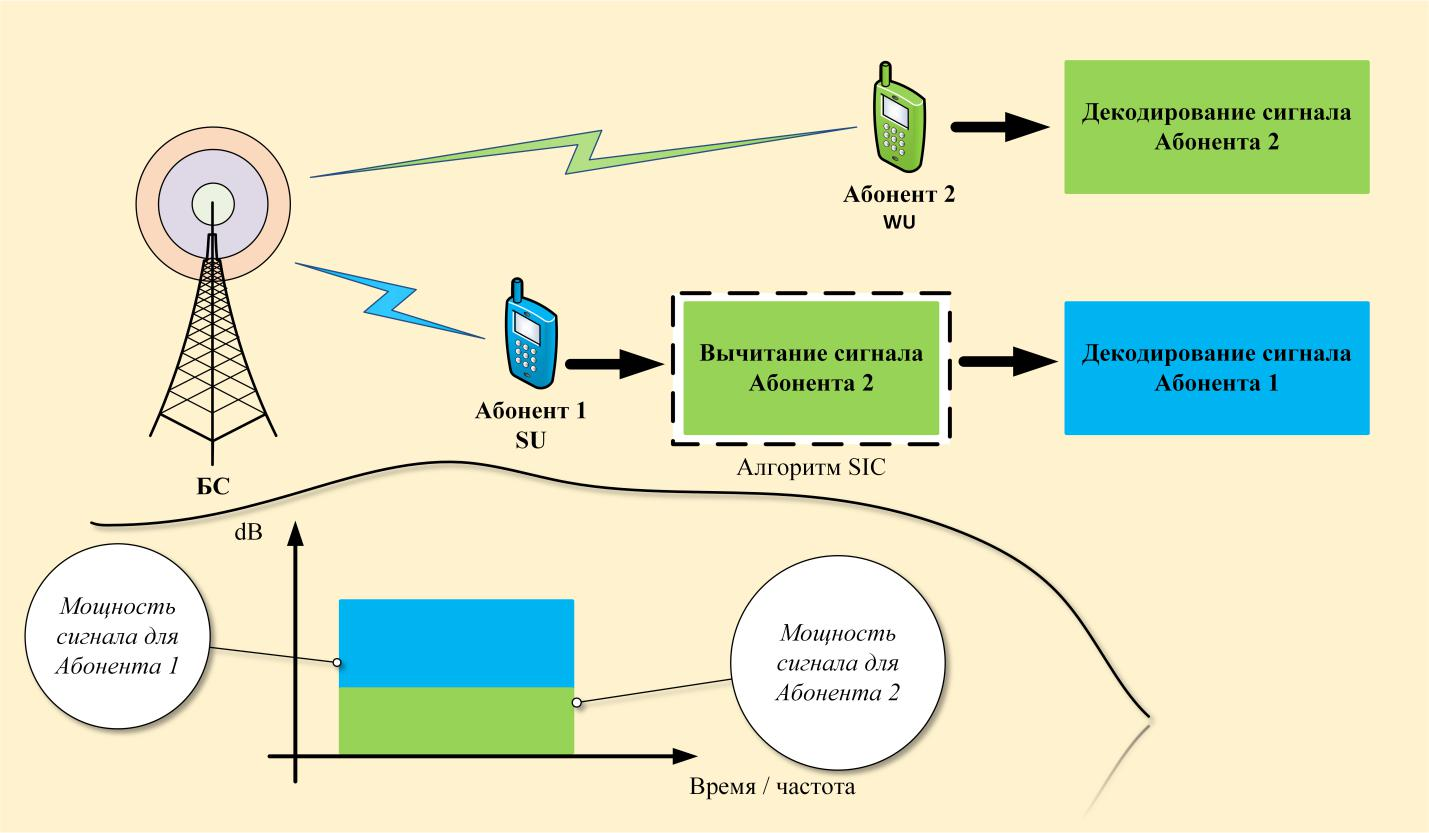 Декодирование сигнала
Абонента 2
Абонент 2
WU
Вычитание сигнала
Абонента 2
Декодирование сигнала
Абонента 1
Абонент 1
SU
Алгоритм SIC
БС
dB
Мощность
сигнала для
Абонента 1
Мощность
сигнала для
Абонента 2
Время / частота